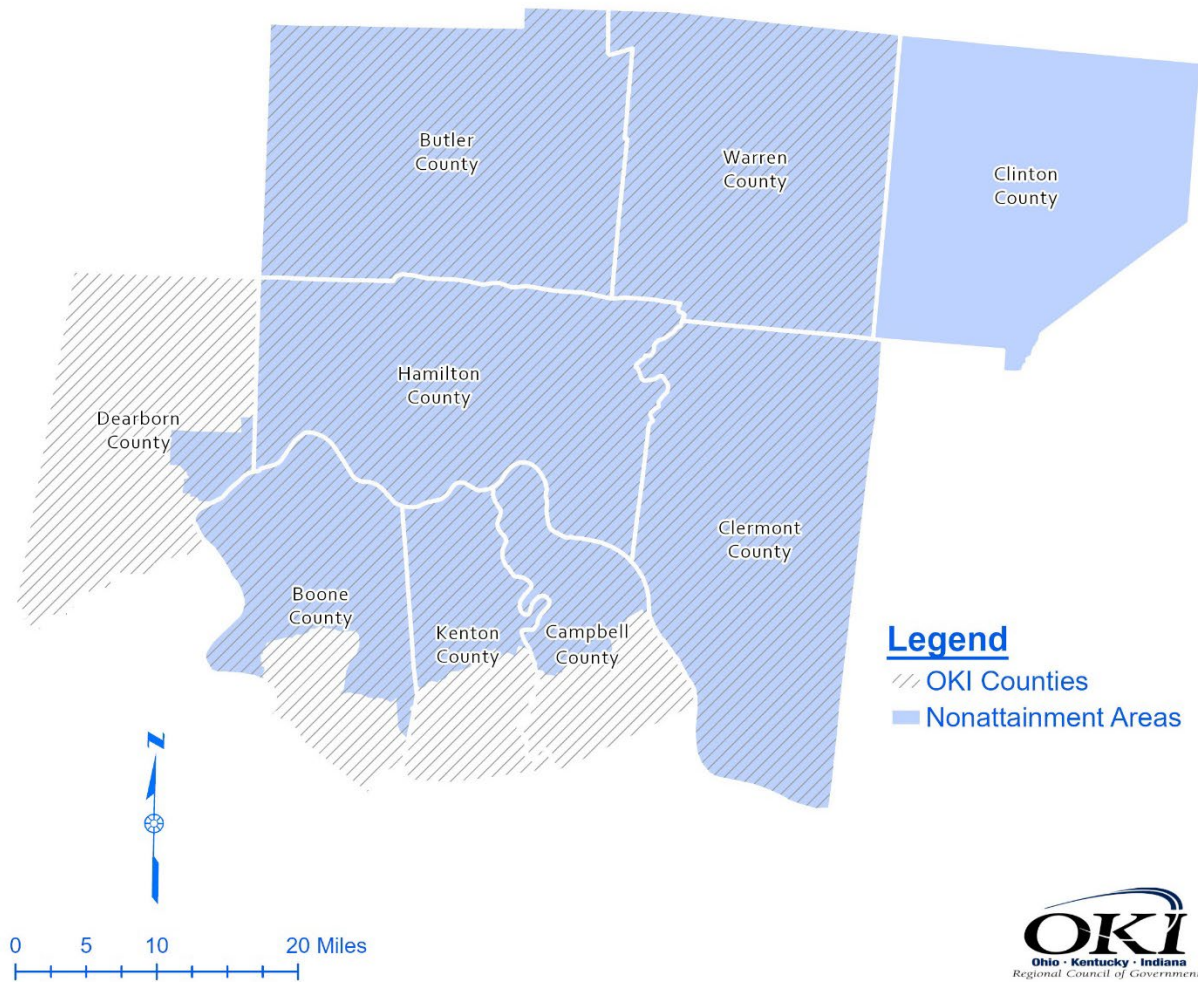 Butler
County
Warren
County
Clinton
County
Hamilton
County
Dearborn
County
Clermont
County
Boone
County
Kenton
County
Campbell
County
Legend
OKI Counties
Nonattainment Areas
N
0 5 10 20 Miles
OKI
Ohio · Kentucky · Indiana
Regional Council of Government